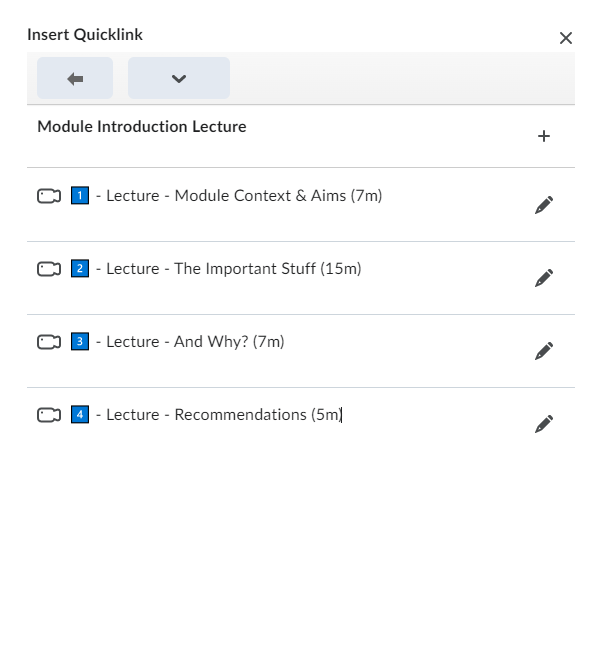 Insert Quicklink
Module Introduction Lecture
1 - Lecture - Module Context & Aims (7m)
2 - Lecture - The Important Stuff (15m)
3 - Lecture - And Why? (7m)
4 - Lecture - Recommendations (5m)